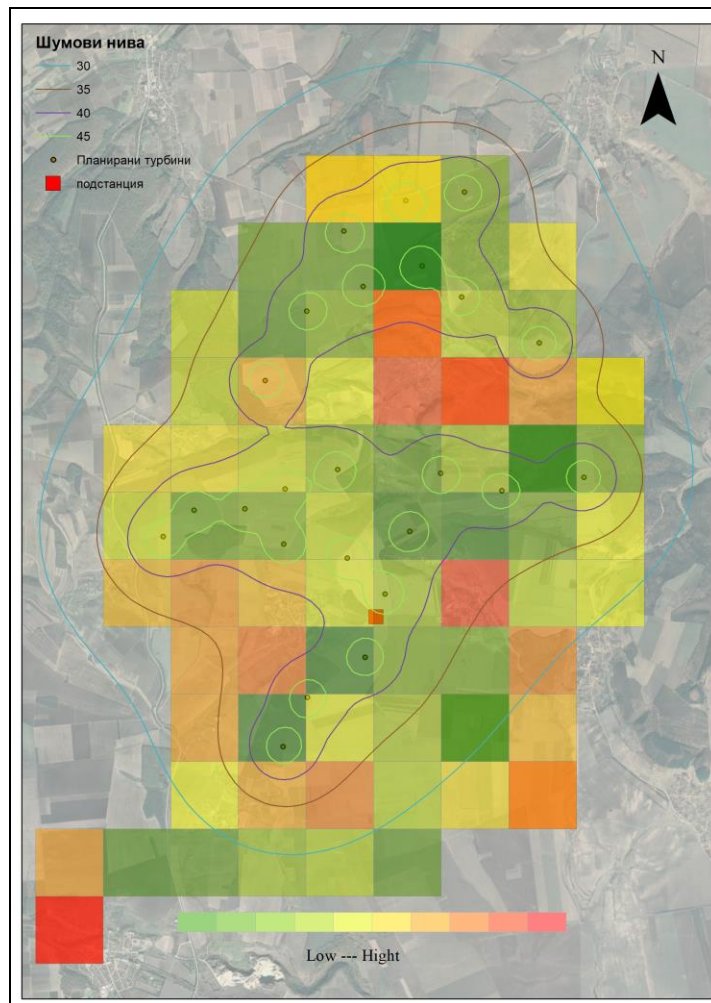 Шумови нива
30
35
40
45
Планирани турбини
подстанция
N
Low --- Hight